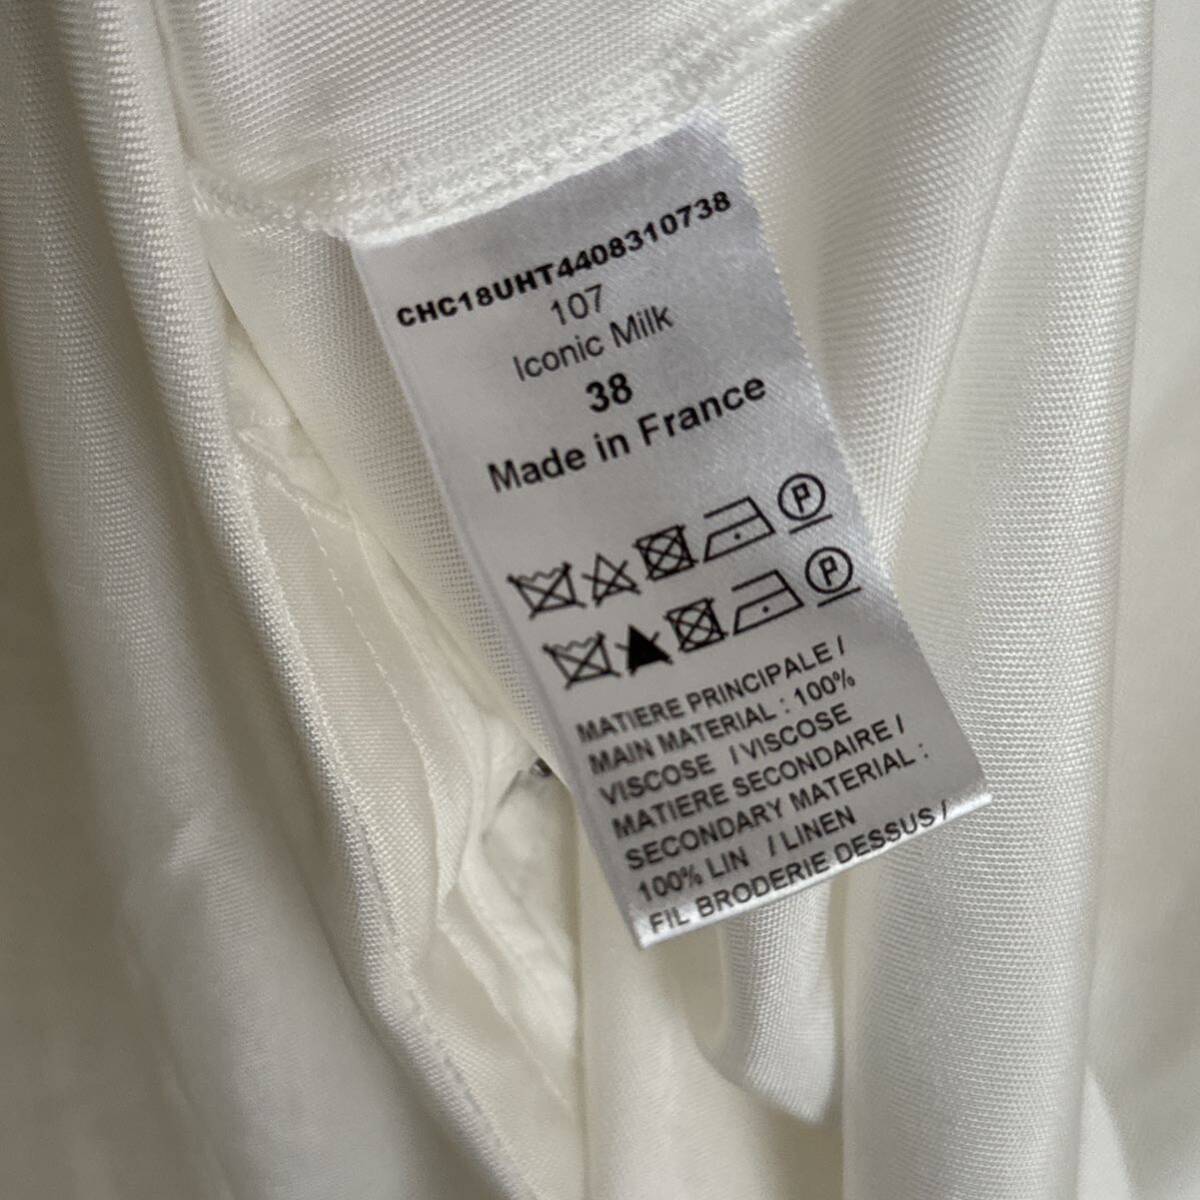 CHC18UHT4408310738
107
Iconic Milk
38
Made in France
P
P
MATIERE PRINCIPALE /
MAIN MATERIAL : 100%
VISCOSE / VISCOSE
MATIERE SECONDAIRE /
SECONDARY MATERIAL :
100% LIN / LINEN
FIL BRODERIE DESSUS /